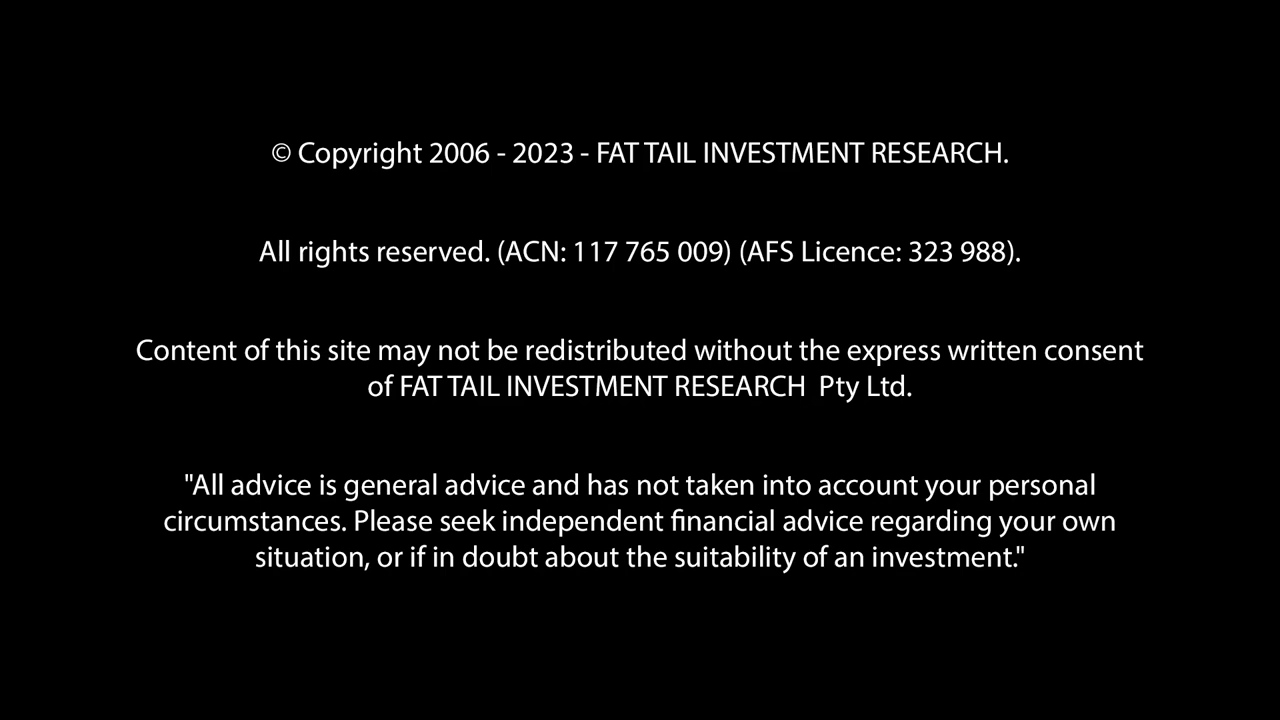 © Copyright 2006 - 2023 - FAT TAIL INVESTMENT RESEARCH.
All rights reserved. (ACN: 117 765 009) (AFS Licence: 323 988).
Content of this site may not be redistributed without the express written consent
of FAT TAIL INVESTMENT RESEARCH  Pty Ltd.
"All advice is general advice and has not taken into account your personal
circumstances. Please seek independent financial advice regarding your own
situation, or if in doubt about the suitability of an investment."